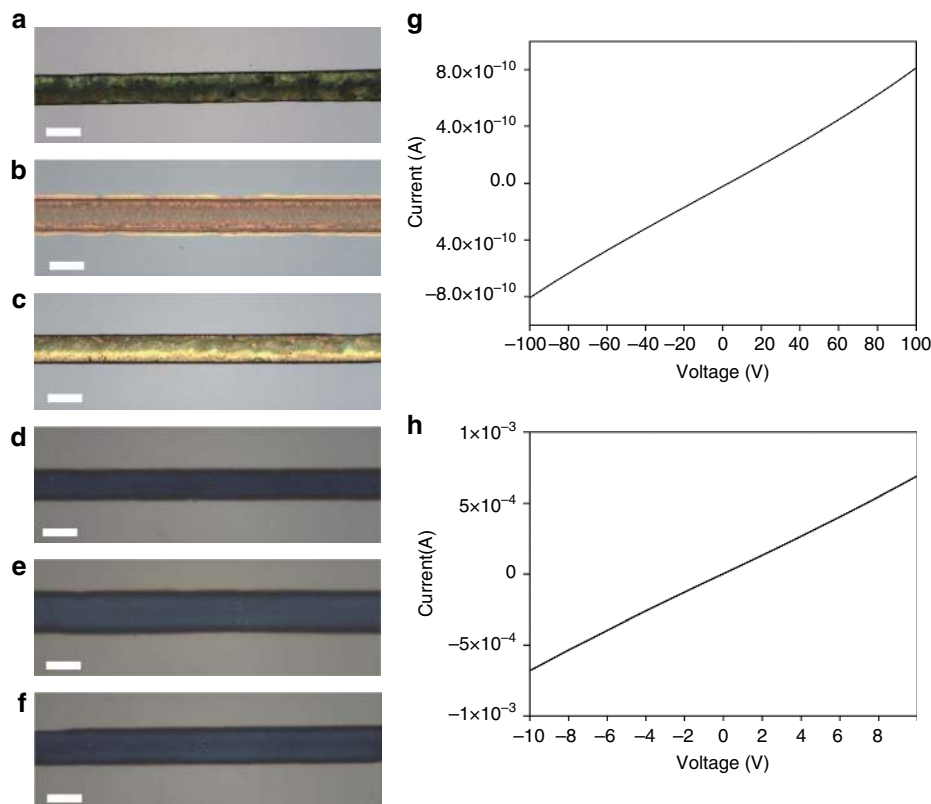 a
b
c
d
e
f
g
8.0×10⁻¹⁰
4.0×10⁻¹⁰
0.0
4.0×10⁻¹⁰
−8.0×10⁻¹⁰
Current (A)
−100 −80 −60 −40 −20 0 20 40 60 80 100
Voltage (V)
h
1×10⁻³
5×10⁻⁴
0
−5×10⁻⁴
−1×10⁻³
Current(A)
−10 −8 −6 −4 −2 0 2 4 6 8
Voltage (V)